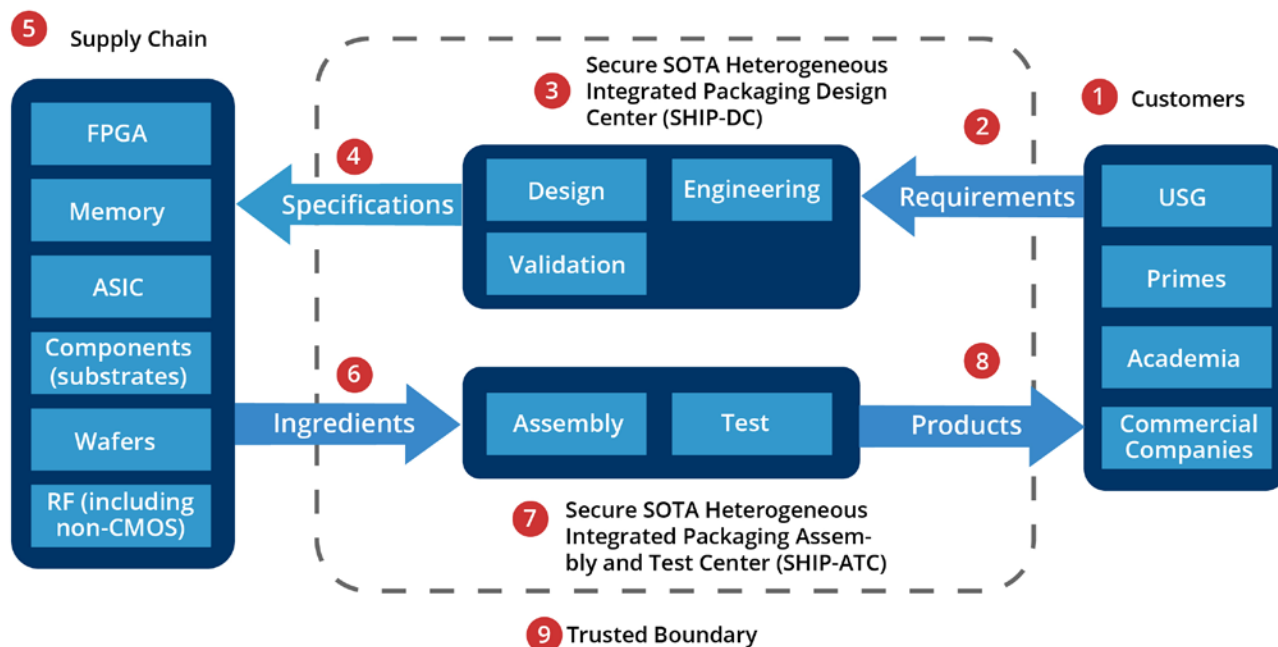 5 Supply Chain
FPGA
Memory
ASIC
Components
(substrates)
Wafers
RF (including
non-CMOS)
4
Specifications
6
Ingredients
3 Secure SOTA Heterogeneous
Integrated Packaging Design
Center (SHIP-DC)
Design
Engineering
Validation
Assembly
Test
7 Secure SOTA Heterogeneous
Integrated Packaging Assem-
bly and Test Center (SHIP-ATC)
2
Requirements
8
Products
1 Customers
USG
Primes
Academia
Commercial
Companies
9 Trusted Boundary